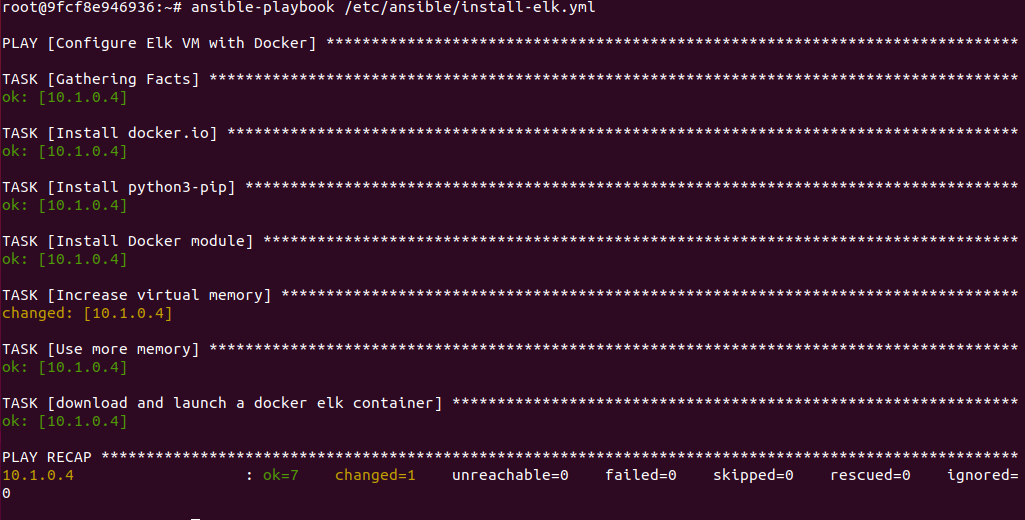 root@9fcf8e946936:~# ansible-playbook /etc/ansible/install-elk.yml
PLAY [Configure Elk VM with Docker] *****************************************************************************
TASK [Gathering Facts] ******************************************************************************************
ok: [10.1.0.4]
TASK [Install docker.io] ****************************************************************************************
ok: [10.1.0.4]
TASK [Install python3-pip] **************************************************************************************
ok: [10.1.0.4]
TASK [Install Docker module] ************************************************************************************
ok: [10.1.0.4]
TASK [Increase virtual memory] **********************************************************************************
changed: [10.1.0.4]
TASK [Use more memory] ******************************************************************************************
ok: [10.1.0.4]
TASK [download and launch a docker elk container] ***************************************************************
ok: [10.1.0.4]
PLAY RECAP ******************************************************************************************************
10.1.0.4                   : ok=7    changed=1    unreachable=0    failed=0    skipped=0    rescued=0    ignored=
0